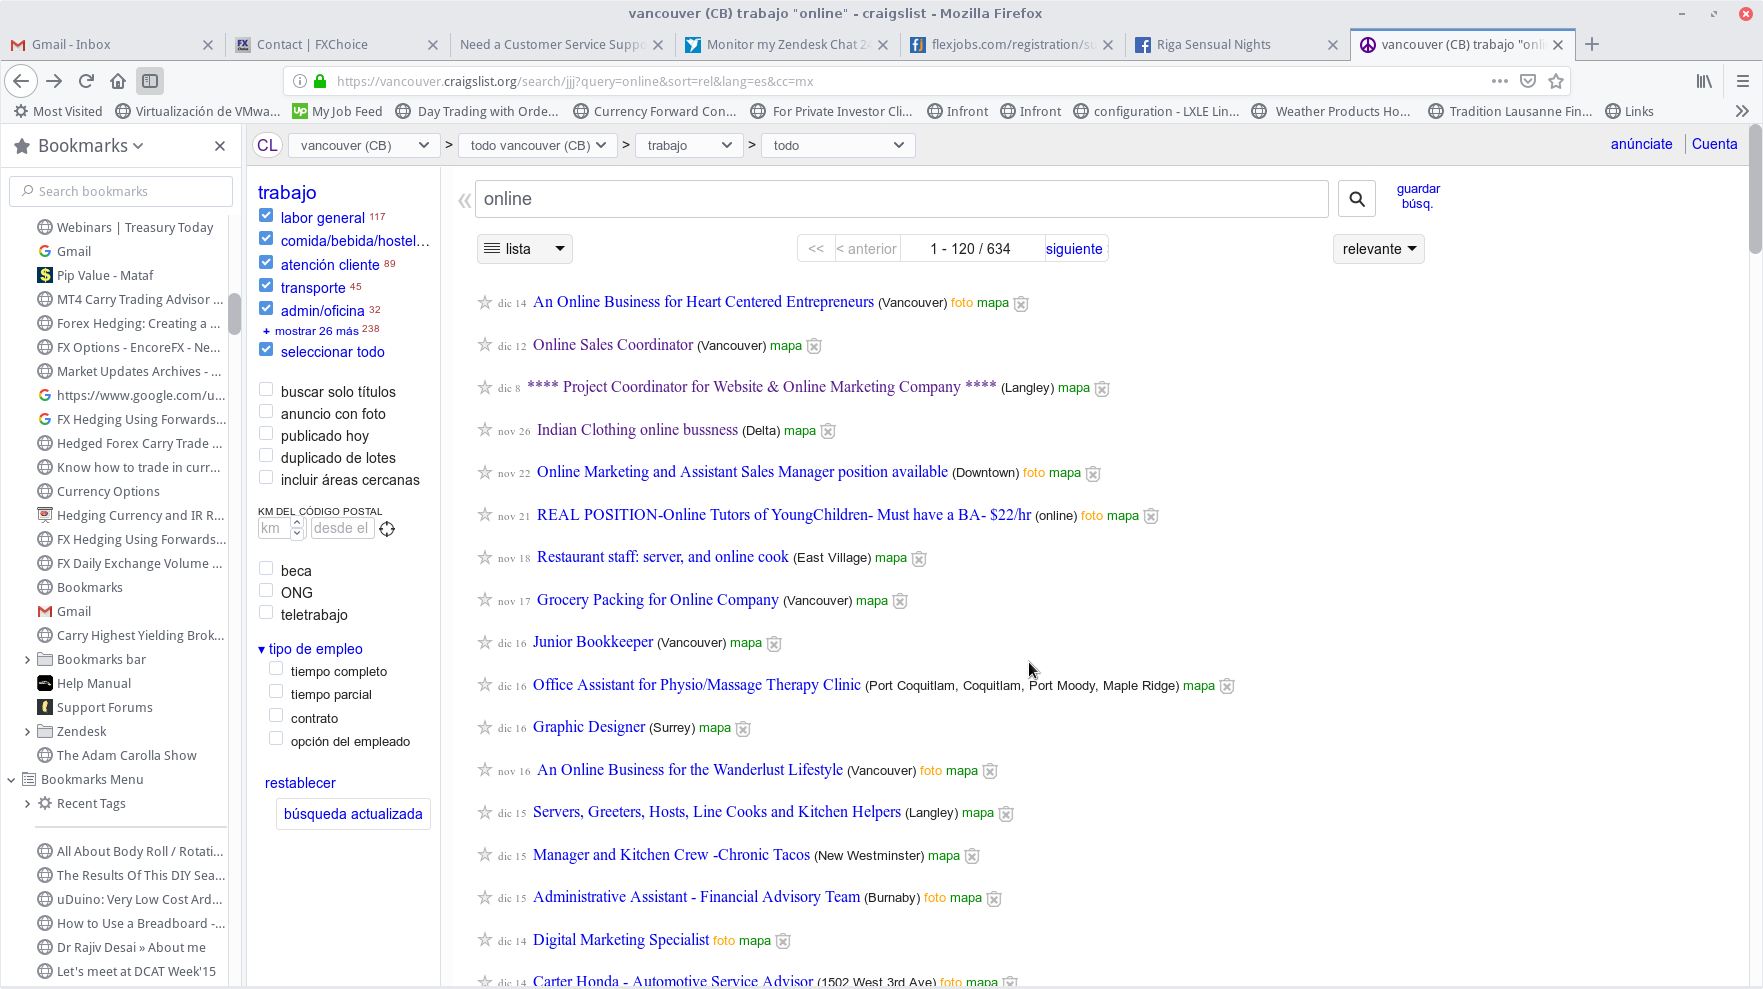 vancouver (CB) trabajo "online" - craigslist - Mozilla Firefox
Gmail - Inbox
Contact | FXChoice
Need a Customer Service Suppo
Monitor my Zendesk Chat 24
flexjobs.com/registration/su
Riga Sensual Nights
vancouver (CB) trabajo "onli
https://vancouver.craigslist.org/search/jjj?query=online&sort=rel&lang=es&cc=mx
Most Visited
Virtualización de VMwa...
Up My Job Feed
Day Trading with Orde...
Currency Forward Con...
For Private Investor Cli...
Infront
Infront
configuration - LXLE Lin...
Weather Products Ho...
Tradition Lausanne Fin...
Links
Bookmarks
Search bookmarks
Webinars | Treasury Today
Gmail
Pip Value - Mataf
MT4 Carry Trading Advisor ...
Forex Hedging: Creating a ...
FX Options - EncoreFX - Ne...
Market Updates Archives - ...
https://www.google.com/u...
FX Hedging Using Forwards...
Hedged Forex Carry Trade ...
Know how to trade in curr...
Currency Options
Hedging Currency and IR R...
FX Hedging Using Forwards...
FX Daily Exchange Volume ...
Bookmarks
Gmail
Carry Highest Yielding Brok...
Bookmarks bar
Help Manual
Support Forums
Zendesk
The Adam Carolla Show
Bookmarks Menu
Recent Tags
All About Body Roll / Rotati...
The Results Of This DIY Sea...
uDuino: Very Low Cost Ard...
How to Use a Breadboard -...
Dr Rajiv Desai » About me
Let's meet at DCAT Week'15
CL vancouver (CB) > todo vancouver (CB) > trabajo > todo
anúnciate | Cuenta
trabajo
labor general 117
comida/bebida/hostel...
atención cliente 89
transporte 45
admin/oficina 32
+ mostrar 26 más 238
seleccionar todo
buscar solo títulos
anuncio con foto
publicado hoy
duplicado de lotes
incluir áreas cercanas
KM DEL CÓDIGO POSTAL
km desde el
beca
ONG
teletrabajo
▾ tipo de empleo
tiempo completo
tiempo parcial
contrato
opción del empleado
restablecer
búsqueda actualizada
« online
guardar
búsq.
lista
<< < anterior 1 - 120 / 634 siguiente
relevante
dic 14 An Online Business for Heart Centered Entrepreneurs (Vancouver) foto mapa
dic 12 Online Sales Coordinator (Vancouver) mapa
dic 8 **** Project Coordinator for Website & Online Marketing Company **** (Langley) mapa
nov 26 Indian Clothing online bussness (Delta) mapa
nov 22 Online Marketing and Assistant Sales Manager position available (Downtown) foto mapa
nov 21 REAL POSITION-Online Tutors of YoungChildren- Must have a BA- $22/hr (online) foto mapa
nov 18 Restaurant staff: server, and online cook (East Village) mapa
nov 17 Grocery Packing for Online Company (Vancouver) mapa
dic 16 Junior Bookkeeper (Vancouver) mapa
dic 16 Office Assistant for Physio/Massage Therapy Clinic (Port Coquitlam, Coquitlam, Port Moody, Maple Ridge) mapa
dic 16 Graphic Designer (Surrey) mapa
nov 16 An Online Business for the Wanderlust Lifestyle (Vancouver) foto mapa
dic 15 Servers, Greeters, Hosts, Line Cooks and Kitchen Helpers (Langley) mapa
dic 15 Manager and Kitchen Crew -Chronic Tacos (New Westminster) mapa
dic 15 Administrative Assistant - Financial Advisory Team (Burnaby) foto mapa
dic 14 Digital Marketing Specialist foto mapa
dic 14 Carter Honda - Automotive Service Advisor (1502 West 3rd Ave) foto mapa